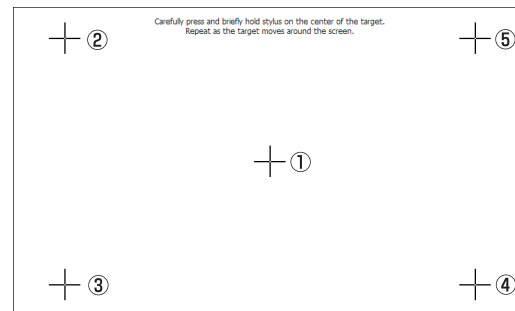 Carefully press and briefly hold stylus on the center of the target.
Repeat as the target moves around the screen.
②
⑤
①
③
④